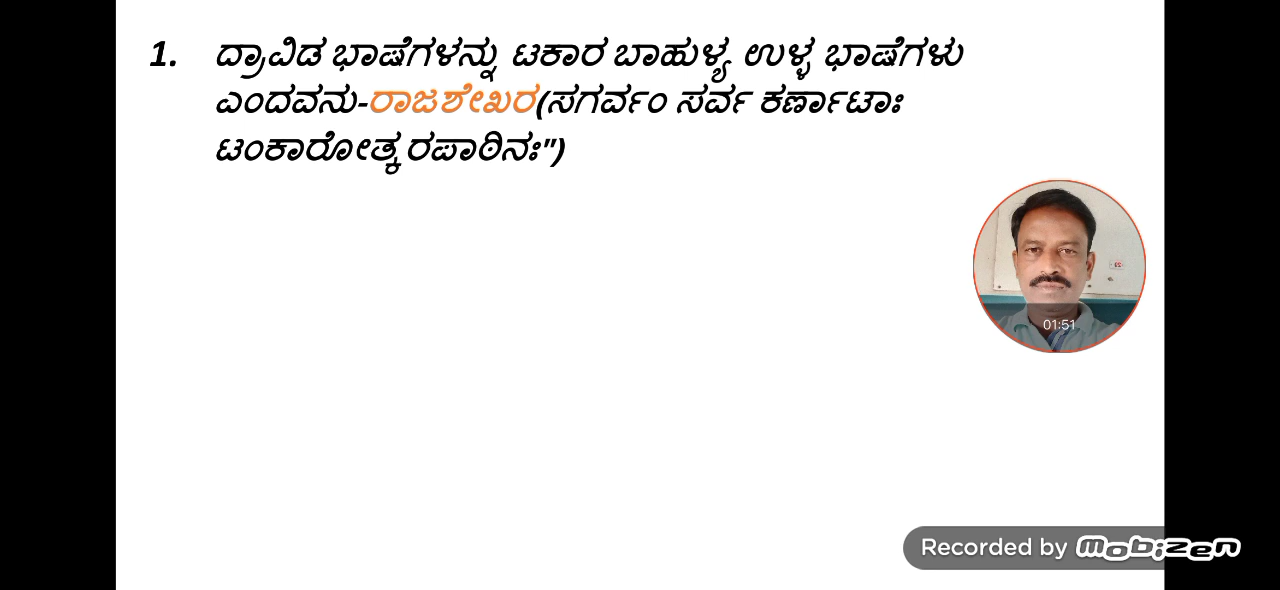 1. ದ್ರಾವಿಡ ಭಾಷೆಗಳನ್ನು ಟಕಾರ ಬಾಹುಳ್ಯ ಉಳ್ಳ ಭಾಷೆಗಳು
ಎಂದವನು-ರಾಜಶೇಖರ(ಸಗರ್ವಂ ಸರ್ವ ಕರ್ಣಾಟಾಃ
ಟಂಕಾರೋತ್ಕರಪಾಠಿನಃ")
01:51
Recorded by Mobizen